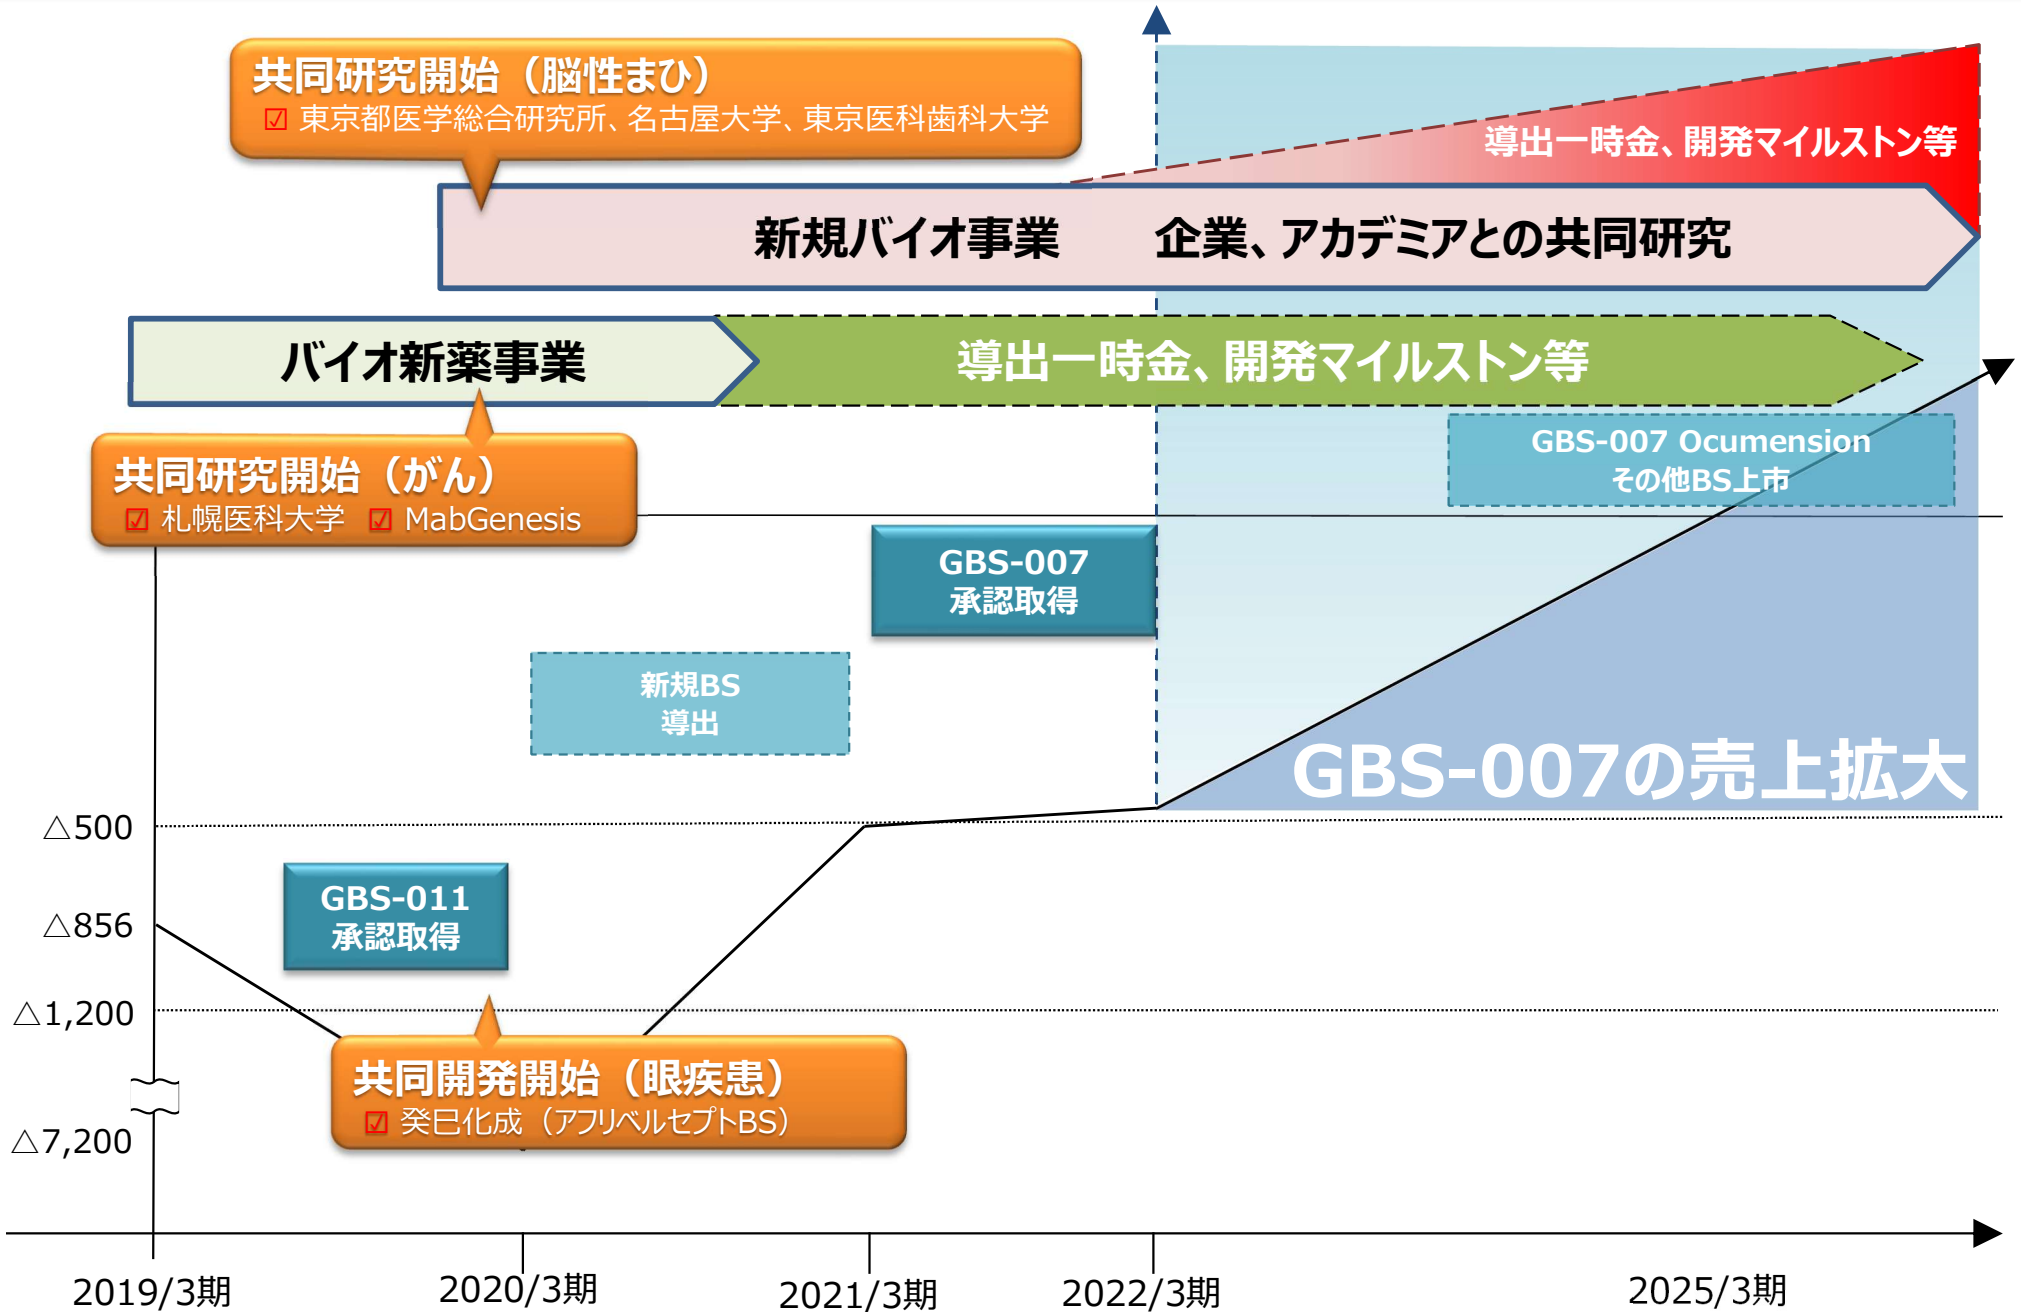 共同研究開始（脳性まひ）
☑ 東京都医学総合研究所、名古屋大学、東京医科歯科大学
導出一時金、開発マイルストン等
新規バイオ事業　　企業、アカデミアとの共同研究
バイオ新薬事業
導出一時金、開発マイルストン等
共同研究開始（がん）
☑ 札幌医科大学 ☑ MabGenesis
GBS-007 Ocumension
その他BS上市
GBS-007
承認取得
新規BS
導出
GBS-007の売上拡大
△500
GBS-011
承認取得
△856
△1,200
共同開発開始（眼疾患）
☑ 癸巳化成（アフリベルセプトBS）
△7,200
2019/3期
2020/3期
2021/3期
2022/3期
2025/3期